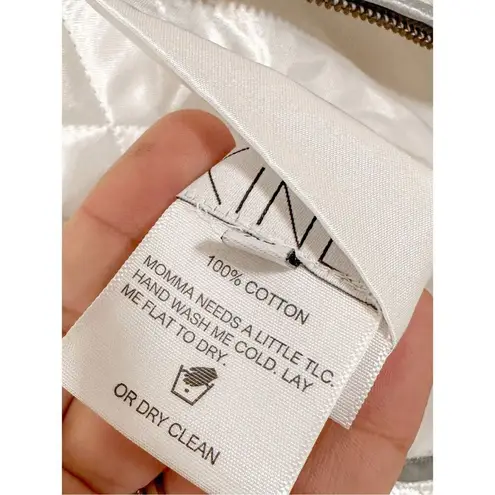 100% COTTON
MOMMA NEEDS A LITTLE TLC.
HAND WASH ME COLD. LAY
ME FLAT TO DRY.
OR DRY CLEAN